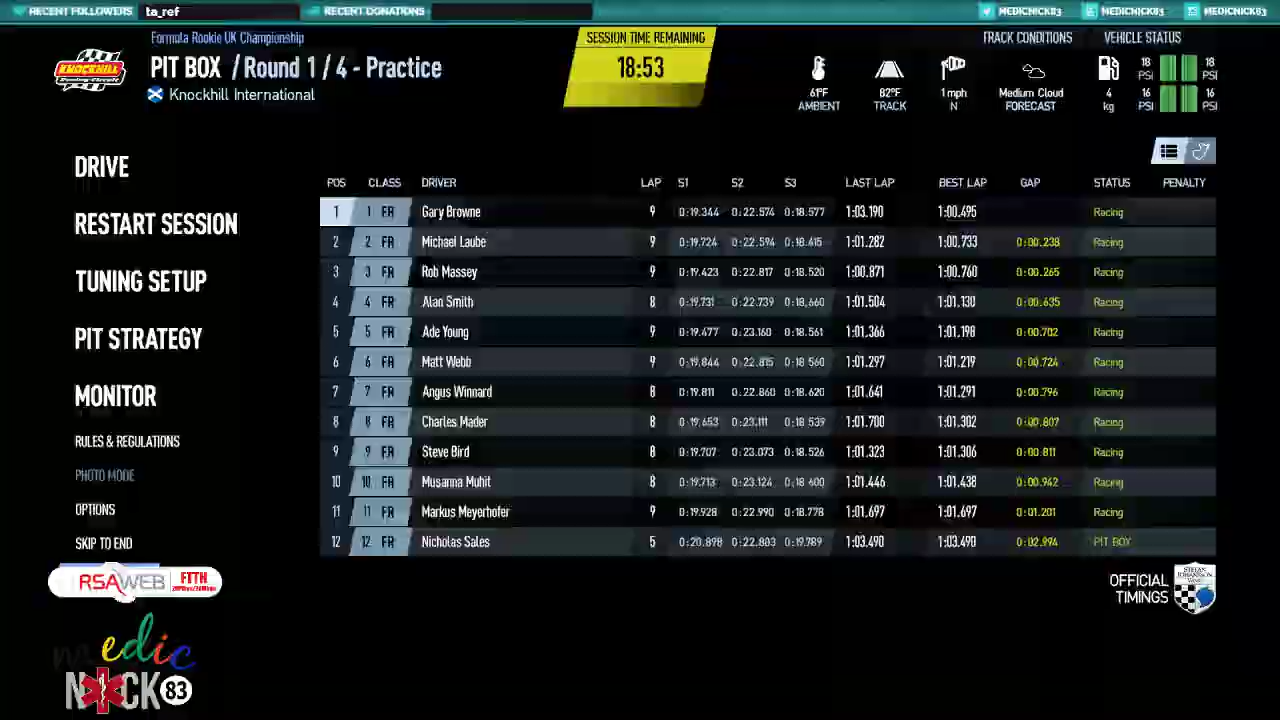 RECENT FOLLOWERS ta_ref RECENT DONATIONS MEDICNICK83 MEDICNICK83 MEDICNICK83
Formula Rookie UK Championship SESSION TIME REMAINING TRACK CONDITIONS VEHICLE STATUS
KNOCKHILL Racing Circuit PIT BOX / Round 1 / 4 - Practice 18:53 18 PSI 18 PSI
Knockhill International 61°F AMBIENT 82°F TRACK 1 mph N Medium Cloud FORECAST 4 kg 16 PSI 16 PSI
DRIVE
RESTART SESSION
TUNING SETUP
PIT STRATEGY
MONITOR
RULES & REGULATIONS
PHOTO MODE
OPTIONS
SKIP TO END
POS CLASS DRIVER LAP S1 S2 S3 LAST LAP BEST LAP GAP STATUS PENALTY
1 1 FR Gary Browne 9 0:19.344 0:22.574 0:18.577 1:03.190 1:00.495 Racing
2 2 FR Michael Laube 9 0:19.724 0:22.594 0:18.415 1:01.282 1:00.733 0:00.238 Racing
3 3 FR Rob Massey 9 0:19.423 0:22.817 0:18.520 1:00.871 1:00.760 0:00.265 Racing
4 4 FR Alan Smith 8 0:19.731 0:22.739 0:18.660 1:01.504 1:01.130 0:00.635 Racing
5 5 FR Ade Young 9 0:19.477 0:23.160 0:18.561 1:01.366 1:01.198 0:00.702 Racing
6 6 FR Matt Webb 9 0:19.844 0:22.815 0:18.560 1:01.297 1:01.219 0:00.724 Racing
7 7 FR Angus Winnard 8 0:19.811 0:22.860 0:18.620 1:01.641 1:01.291 0:00.796 Racing
8 8 FR Charles Mader 8 0:19.653 0:23.111 0:18.539 1:01.700 1:01.302 0:00.807 Racing
9 9 FR Steve Bird 8 0:19.707 0:23.073 0:18.526 1:01.323 1:01.306 0:00.811 Racing
10 10 FR Musanna Muhit 8 0:19.713 0:23.124 0:18.600 1:01.446 1:01.438 0:00.942 Racing
11 11 FR Markus Meyerhofer 9 0:19.928 0:22.990 0:18.778 1:01.697 1:01.697 0:01.201 Racing
12 12 FR Nicholas Sales 5 0:20.898 0:22.803 0:19.789 1:03.490 1:03.490 0:02.994 PIT BOX
RSAWEB FTTH
OFFICIAL
TIMINGS
medic
NICK 83